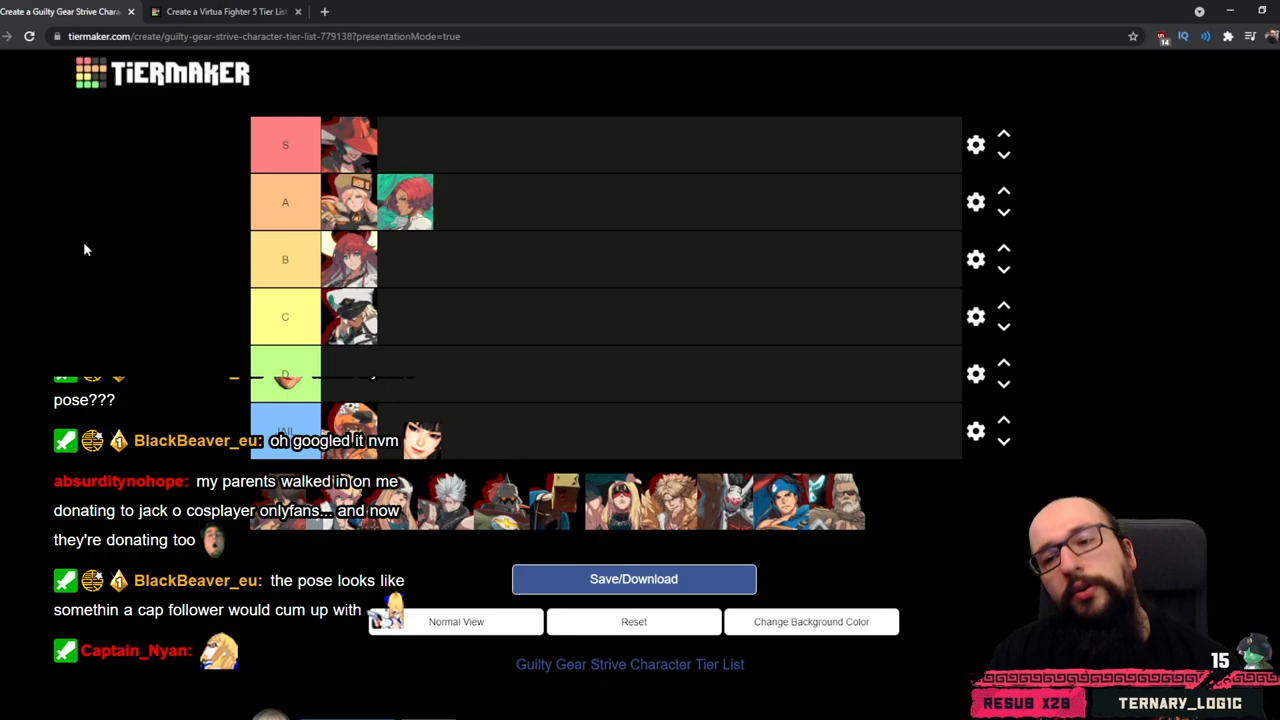 Create a Guilty Gear Strive Chara
Create a Virtua Fighter 5 Tier List
tiermaker.com/create/guilty-gear-strive-character-tier-list-779138?presentationMode=true
14
TiERMAKER
S
A
B
C
D
pose???
BlackBeaver_eu: oh googled it nvm
absurditynohope: my parents walked in on me
donating to jack o cosplayer onlyfans... and now
they're donating too
BlackBeaver_eu: the pose looks like
somethin a cap follower would cum up with
Captain_Nyan:
Save/Download
Normal View
Reset
Change Background Color
Guilty Gear Strive Character Tier List
15
RESUB X28
TERNARY_LOGIC